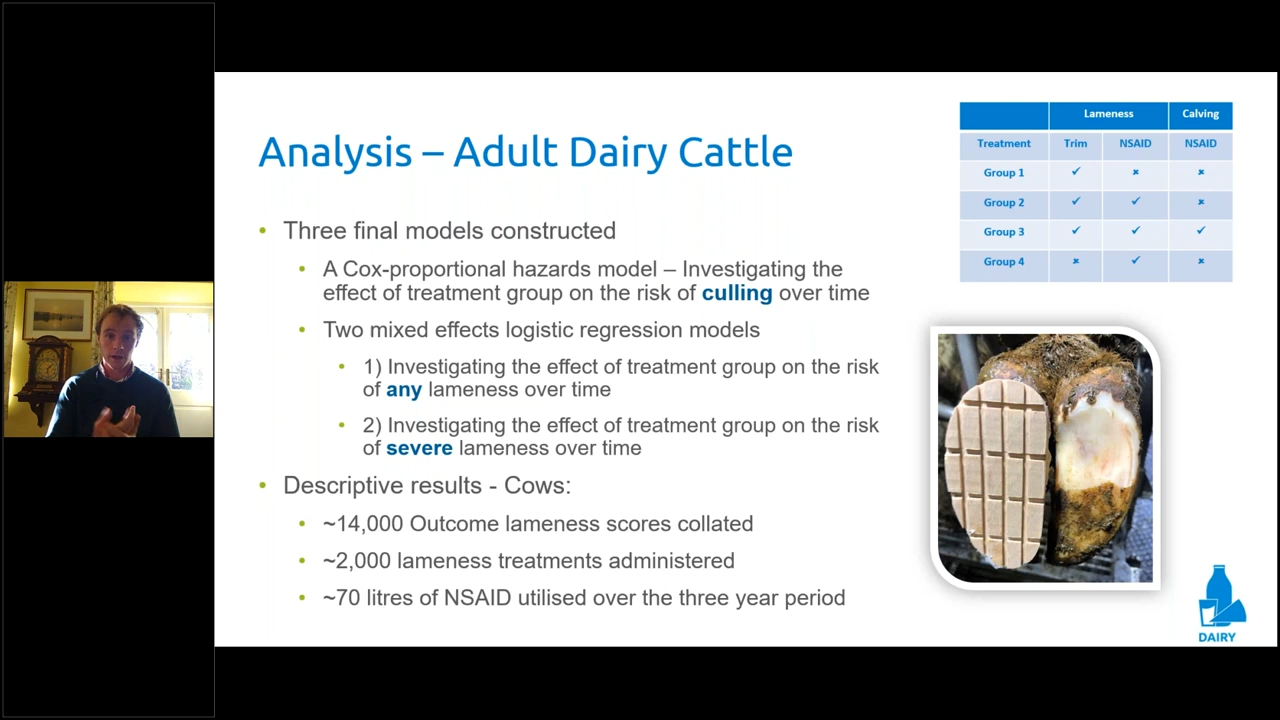 Analysis – Adult Dairy Cattle
• Three final models constructed
• A Cox-proportional hazards model – Investigating the
effect of treatment group on the risk of culling over time
• Two mixed effects logistic regression models
• 1) Investigating the effect of treatment group on the risk
of any lameness over time
• 2) Investigating the effect of treatment group on the risk
of severe lameness over time
• Descriptive results - Cows:
• ~14,000 Outcome lameness scores collated
• ~2,000 lameness treatments administered
• ~70 litres of NSAID utilised over the three year period
Lameness Calving
Treatment Trim NSAID NSAID
Group 1 ✓ × ×
Group 2 ✓ ✓ ×
Group 3 ✓ ✓ ✓
Group 4 × ✓ ×
DAIRY